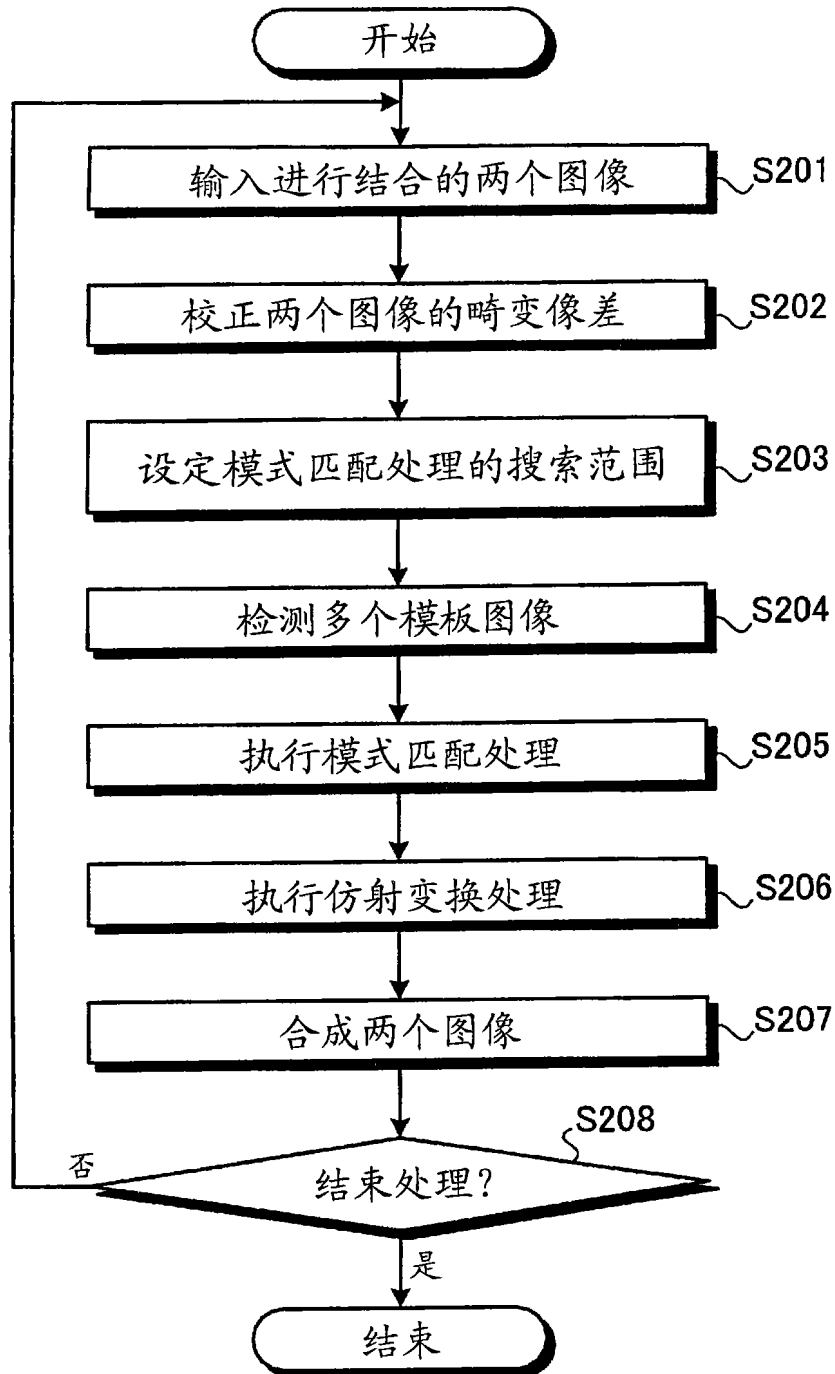 开始
输入进行结合的两个图像
S201
校正两个图像的畸变像差
S202
设定模式匹配处理的搜索范围
S203
检测多个模板图像
S204
执行模式匹配处理
S205
执行仿射变换处理
S206
合成两个图像
S207
S208
否
结束处理?
是
结束